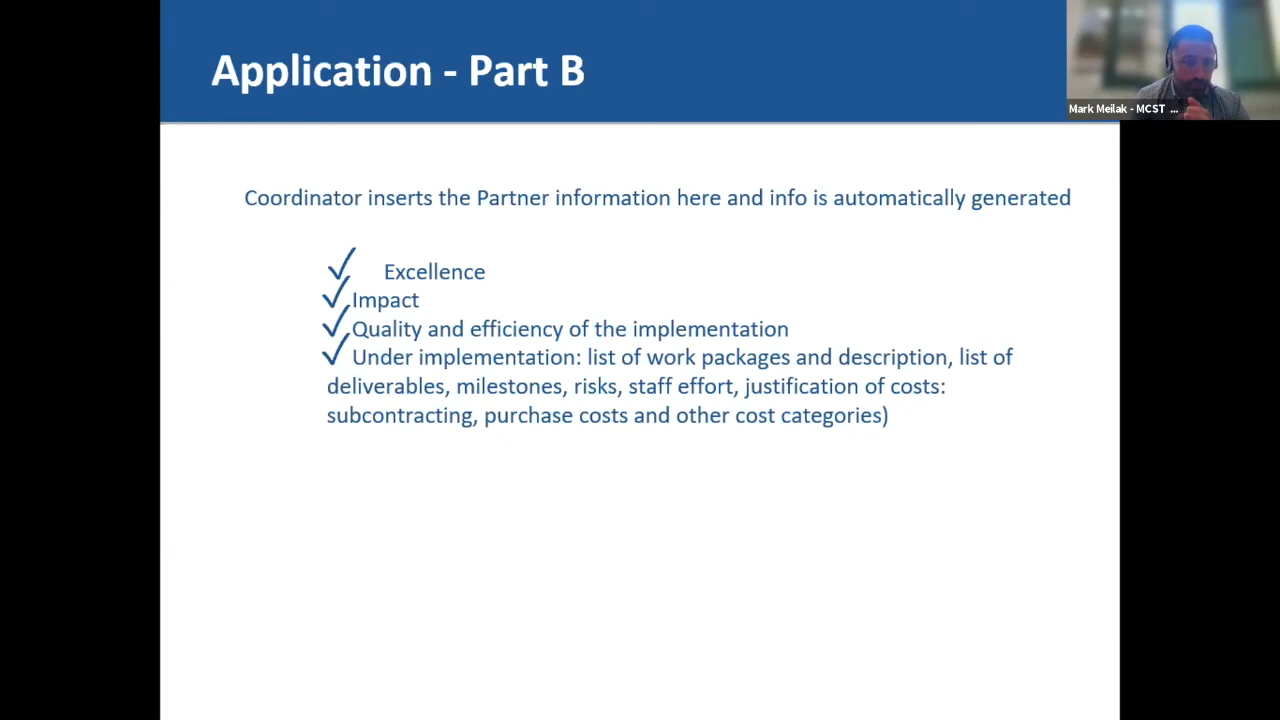 Application - Part B
Mark Meilak - MCST ...
Coordinator inserts the Partner information here and info is automatically generated
Excellence
Impact
Quality and efficiency of the implementation
Under implementation: list of work packages and description, list of
deliverables, milestones, risks, staff effort, justification of costs:
subcontracting, purchase costs and other cost categories)